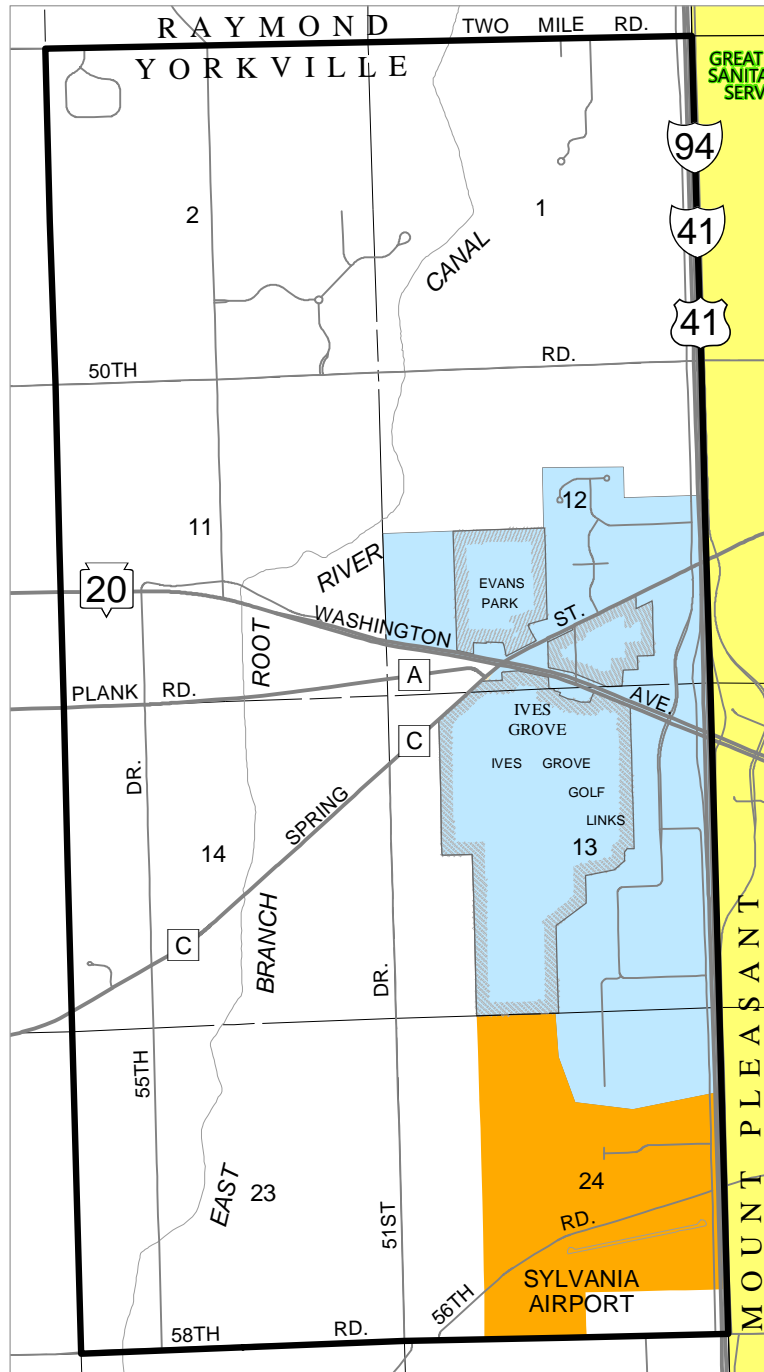 RAYMOND
TWO MILE RD.
YORKVILLE
GREAT
SANITA
SERV
94
2
1
41
CANAL
41
50TH RD.
12
11
RIVER
20
EVANS
PARK
WASHINGTON AVE.
ST.
ROOT
A
PLANK RD.
IVES
GROVE
C
DR.
IVES GROVE
GOLF
LINKS
SPRING
14
13
BRANCH
C
DR.
MOUNT PLEASANT
55TH
24
23
EAST
51ST
RD.
SYLVANIA
AIRPORT
56TH
58TH RD.